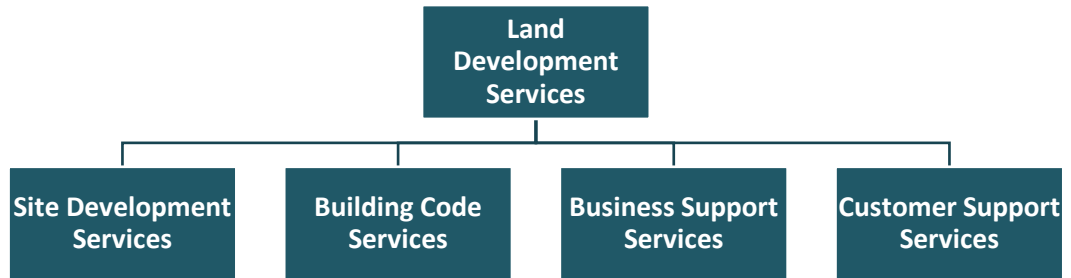 Land
Development
Services
Site Development
Services
Building Code
Services
Business Support
Services
Customer Support
Services